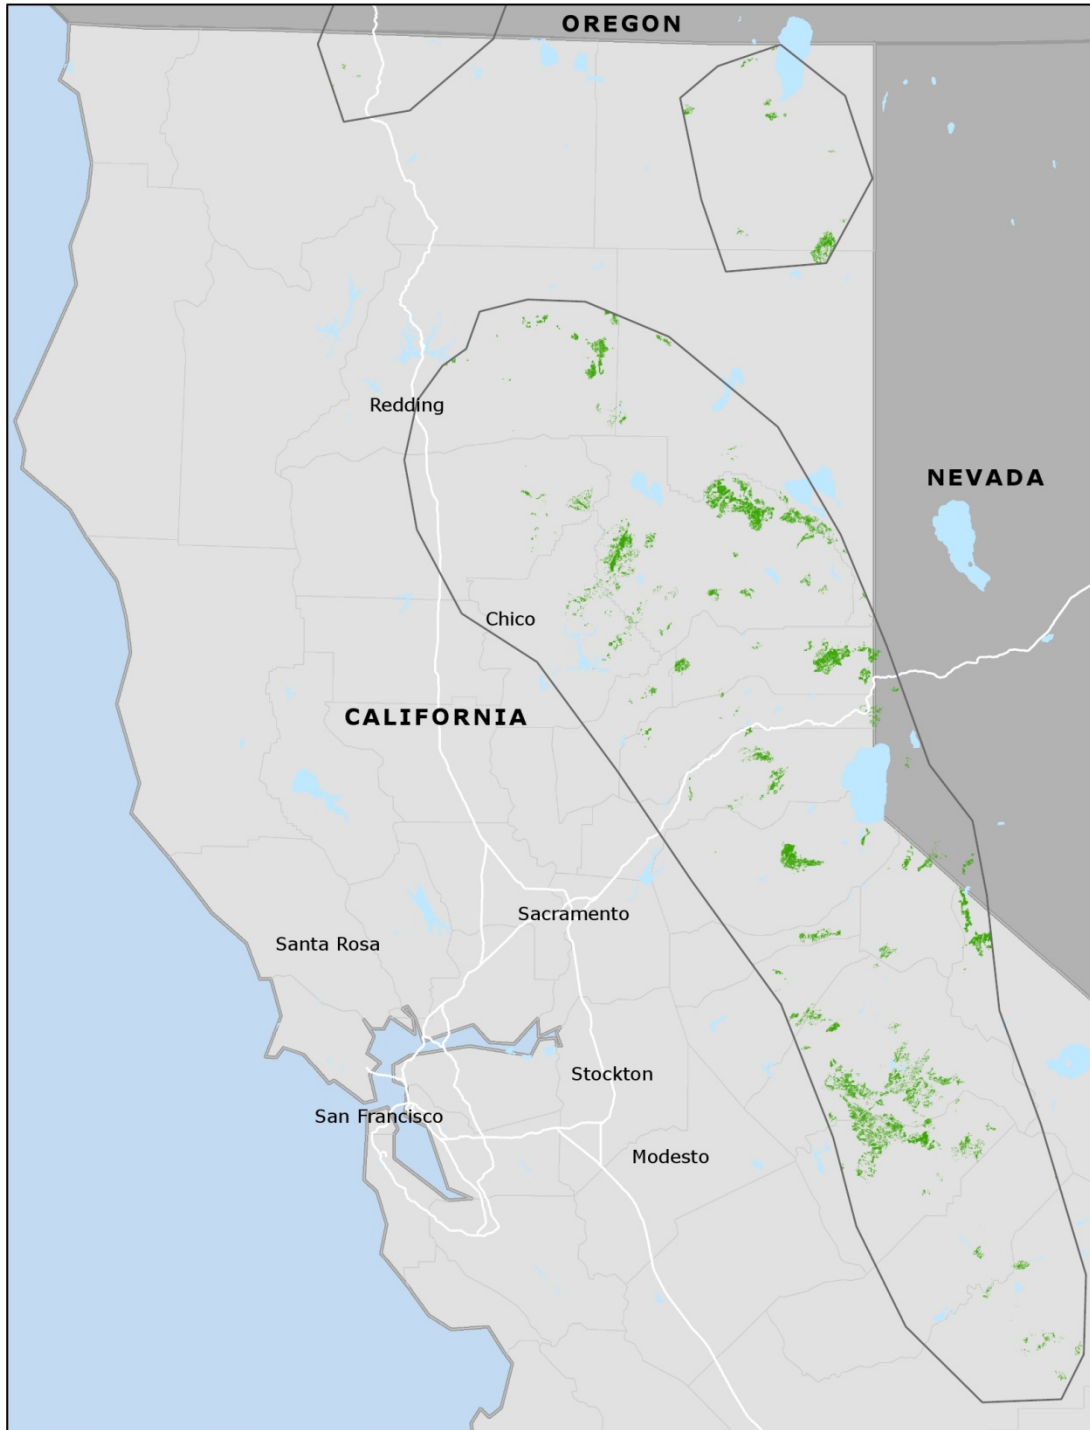 OREGON
Redding
NEVADA
Chico
CALIFORNIA
Sacramento
Santa Rosa
Stockton
San Francisco
Modesto